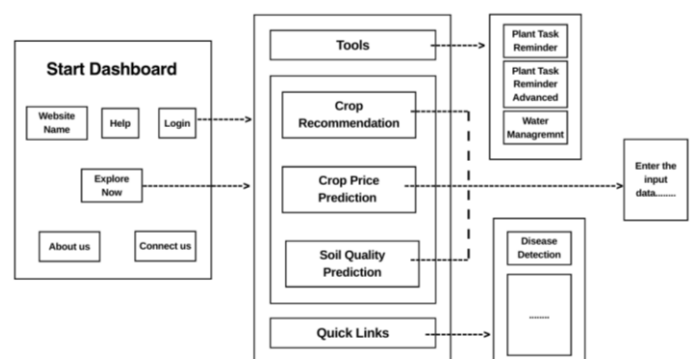 Start Dashboard
Website
Name
Help
Login
Explore
Now
About us
Connect us
Tools
Crop
Recommendation
Crop Price
Prediction
Soil Quality
Prediction
Quick Links
Plant Task
Reminder
Plant Task
Reminder
Advanced
Water
Managremnt
Enter the
input
data........
Disease
Detection
........